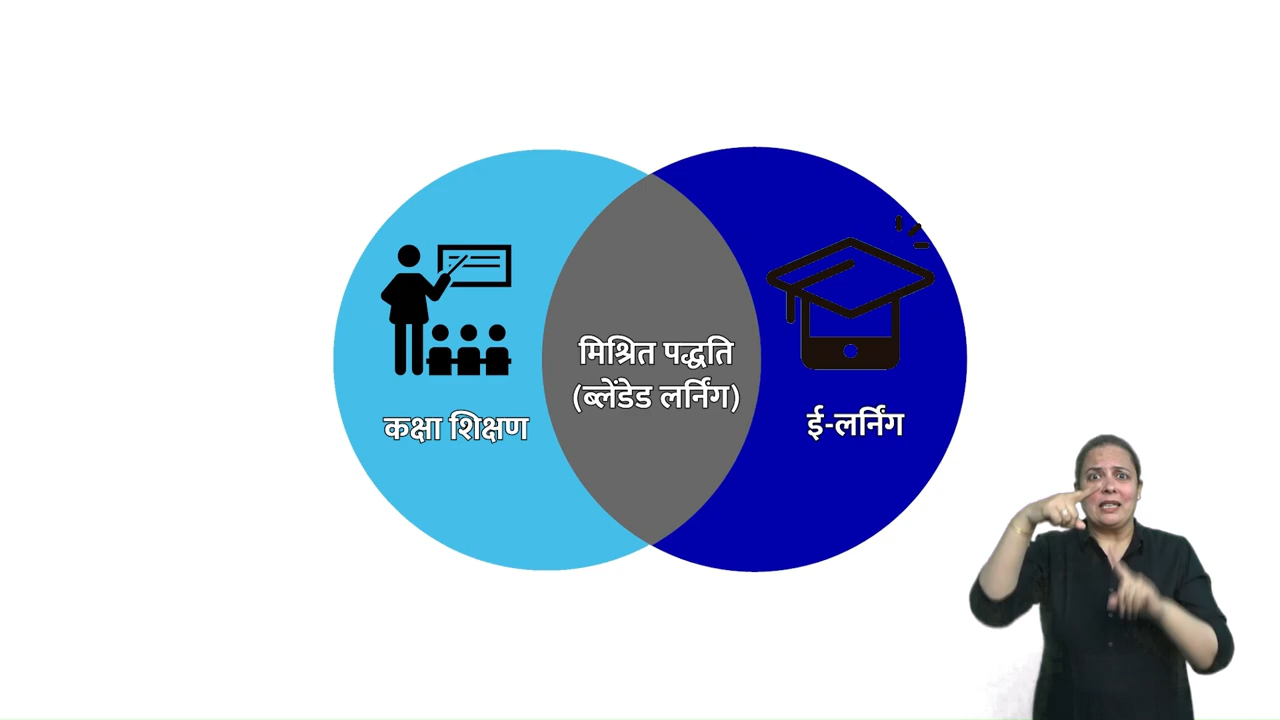 मिश्रित पद्धति
(ब्लेंडेड लर्निंग)
कक्षा शिक्षण
ई-लर्निंग